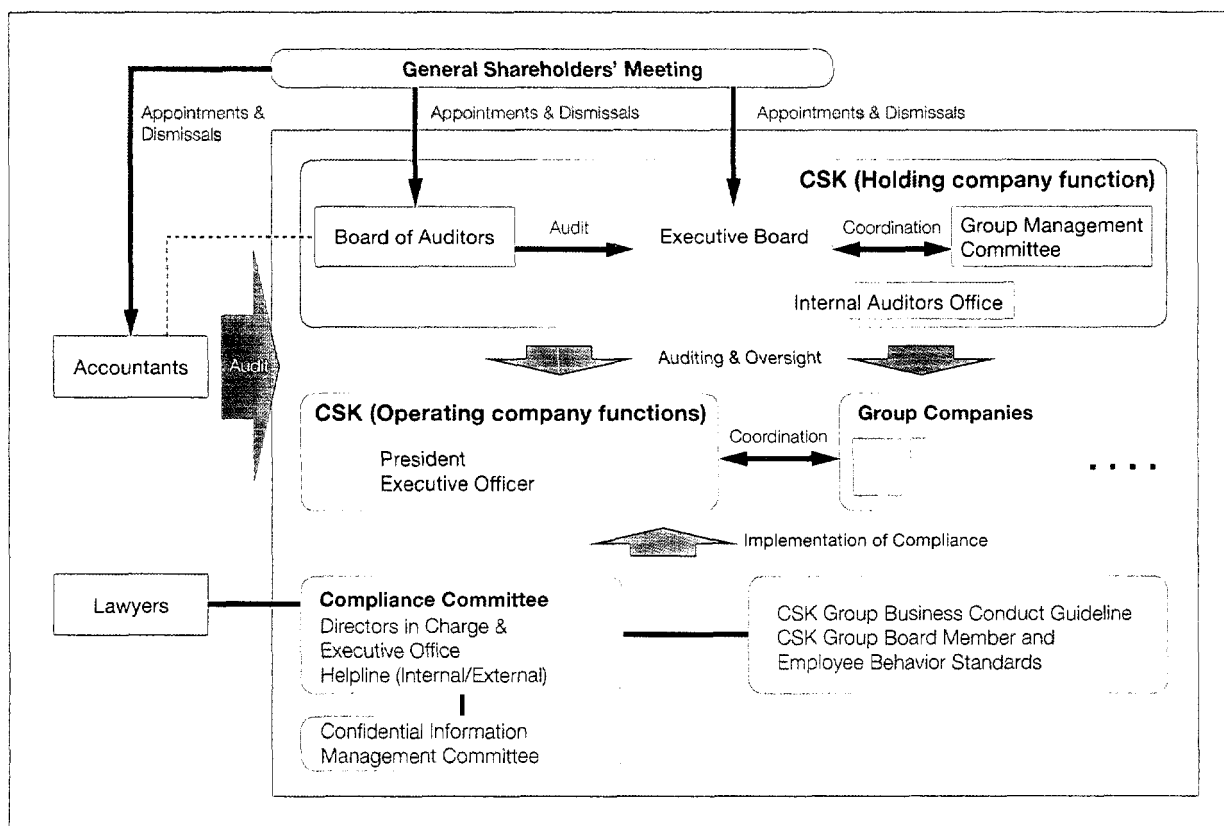 General Shareholders' Meeting
Appointments &
Dismissals
Appointments & Dismissals
Appointments & Dismissals
CSK (Holding company function)
Board of Auditors
Audit
Executive Board
Coordination
Group Management
Committee
Internal Auditors Office
Accountants
Audit
Auditing & Oversight
CSK (Operating company functions)
President
Executive Officer
Coordination
Group Companies
. . . .
Implementation of Compliance
Lawyers
Compliance Committee
Directors in Charge &
Executive Office
Helpline (Internal/External)
CSK Group Business Conduct Guideline
CSK Group Board Member and
Employee Behavior Standards
Confidential Information
Management Committee